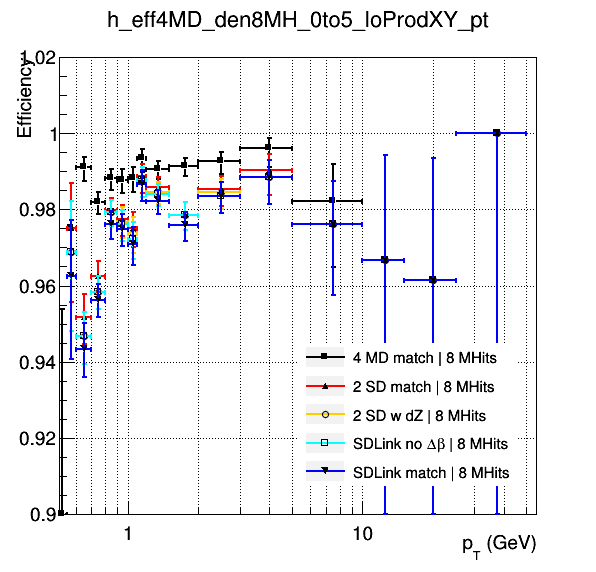 h_eff4MD_den8MH_0to5_loProdXY_pt
Efficiency
1.02
1
0.98
0.96
0.94
0.92
0.9
4 MD match | 8 MHits
2 SD match | 8 MHits
2 SD w dZ | 8 MHits
SDLink no Δβ | 8 MHits
SDLink match | 8 MHits
1
10
p_T (GeV)